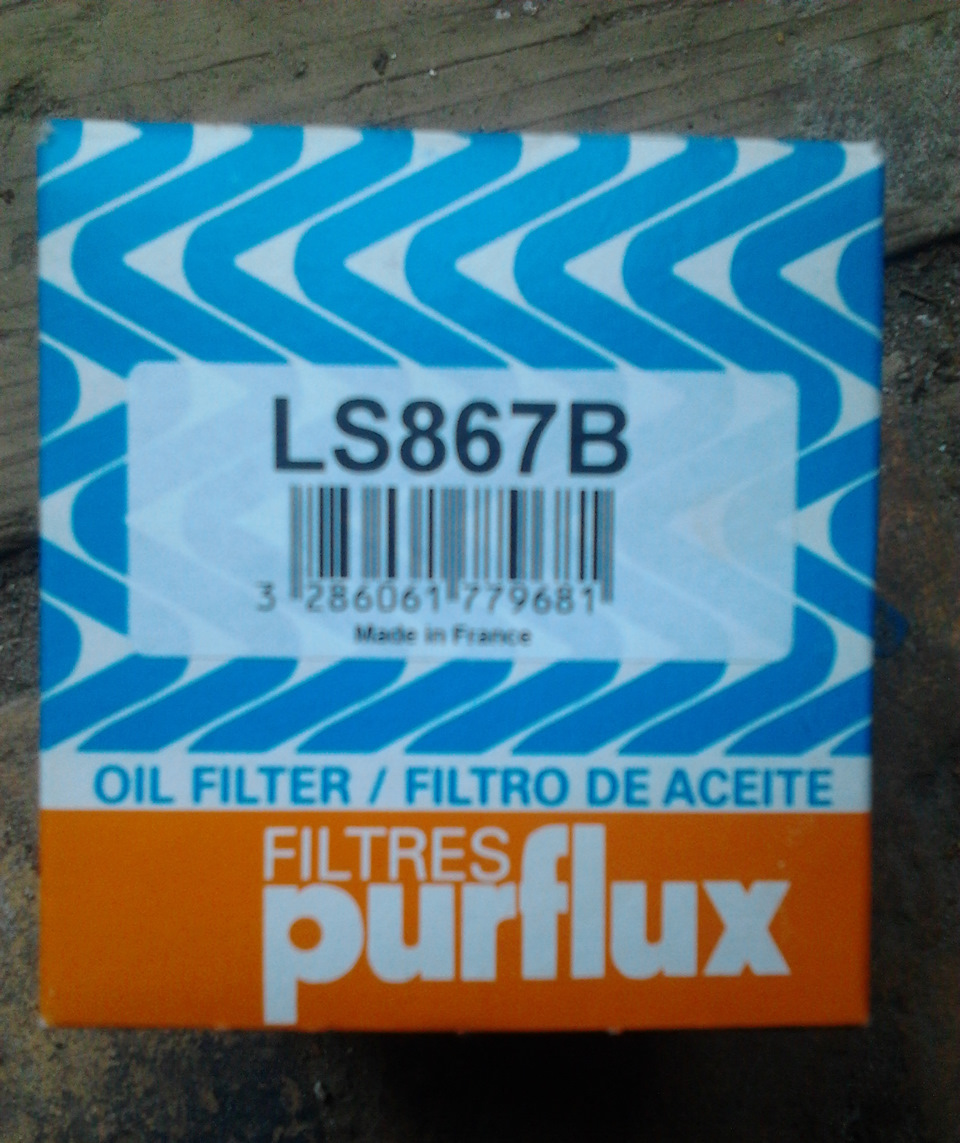 LS867B
3 286061 779681
Made in France
OIL FILTER / FILTRO DE ACEITE
FILTRES
purflux